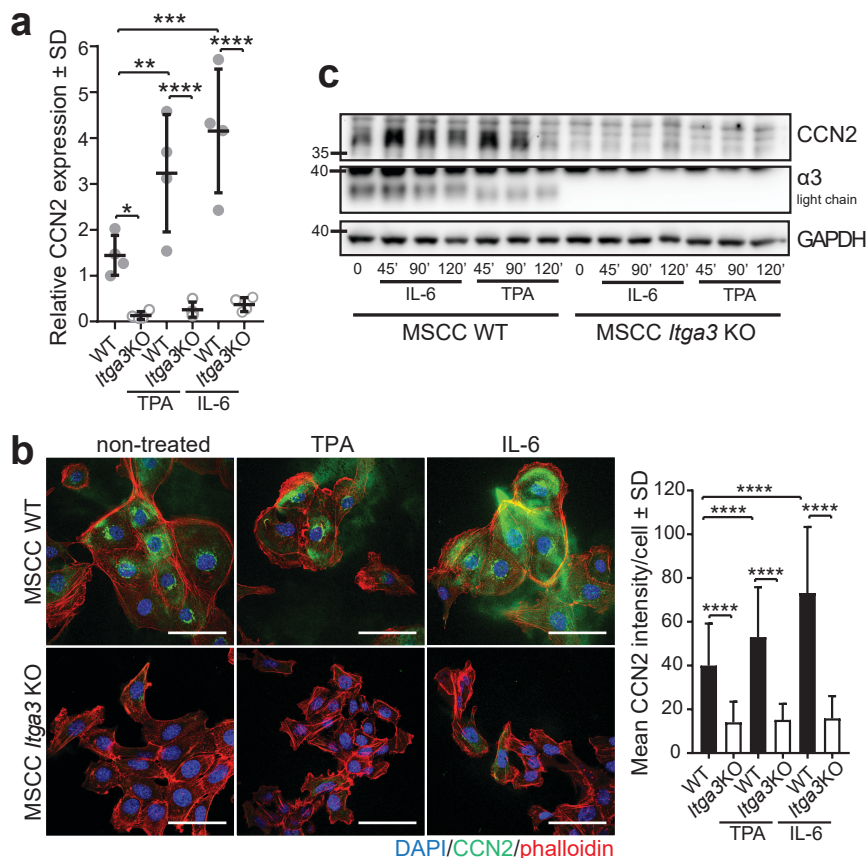 a
Relative CCN2 expression ± SD
6
5
4
3
2
1
0
***
**
****
****
*
WT
Itga3KO
WT
Itga3KO
WT
Itga3KO
TPA
IL-6
c
35
CCN2
40
α3
light chain
40
GAPDH
0 45' 90' 120' 45' 90' 120' 0 45' 90' 120' 45' 90' 120'
IL-6 TPA IL-6 TPA
MSCC WT MSCC Itga3 KO
b
non-treated TPA IL-6
MSCC WT
MSCC Itga3 KO
DAPI/CCN2/phalloidin
Mean CCN2 intensity/cell ± SD
120
100
80
60
40
20
0
****
****
****
****
****
WT
Itga3KO
WT
Itga3KO
WT
Itga3KO
TPA
IL-6